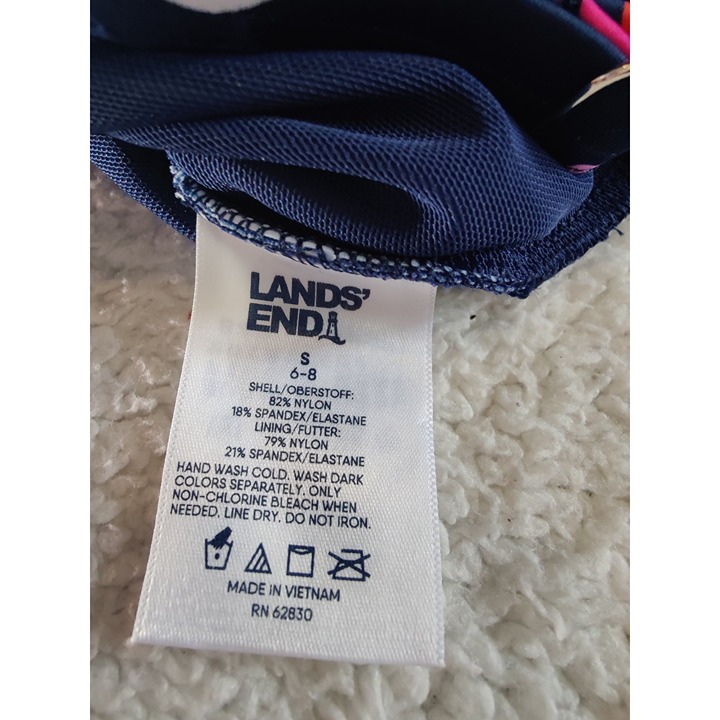 LANDS'
END
S
6-8
SHELL/OBERSTOFF:
82% NYLON
18% SPANDEX/ELASTANE
LINING/FUTTER:
79% NYLON
21% SPANDEX/ELASTANE
HAND WASH COLD. WASH DARK
COLORS SEPARATELY. ONLY
NON-CHLORINE BLEACH WHEN
NEEDED. LINE DRY. DO NOT IRON.
MADE IN VIETNAM
RN 62830